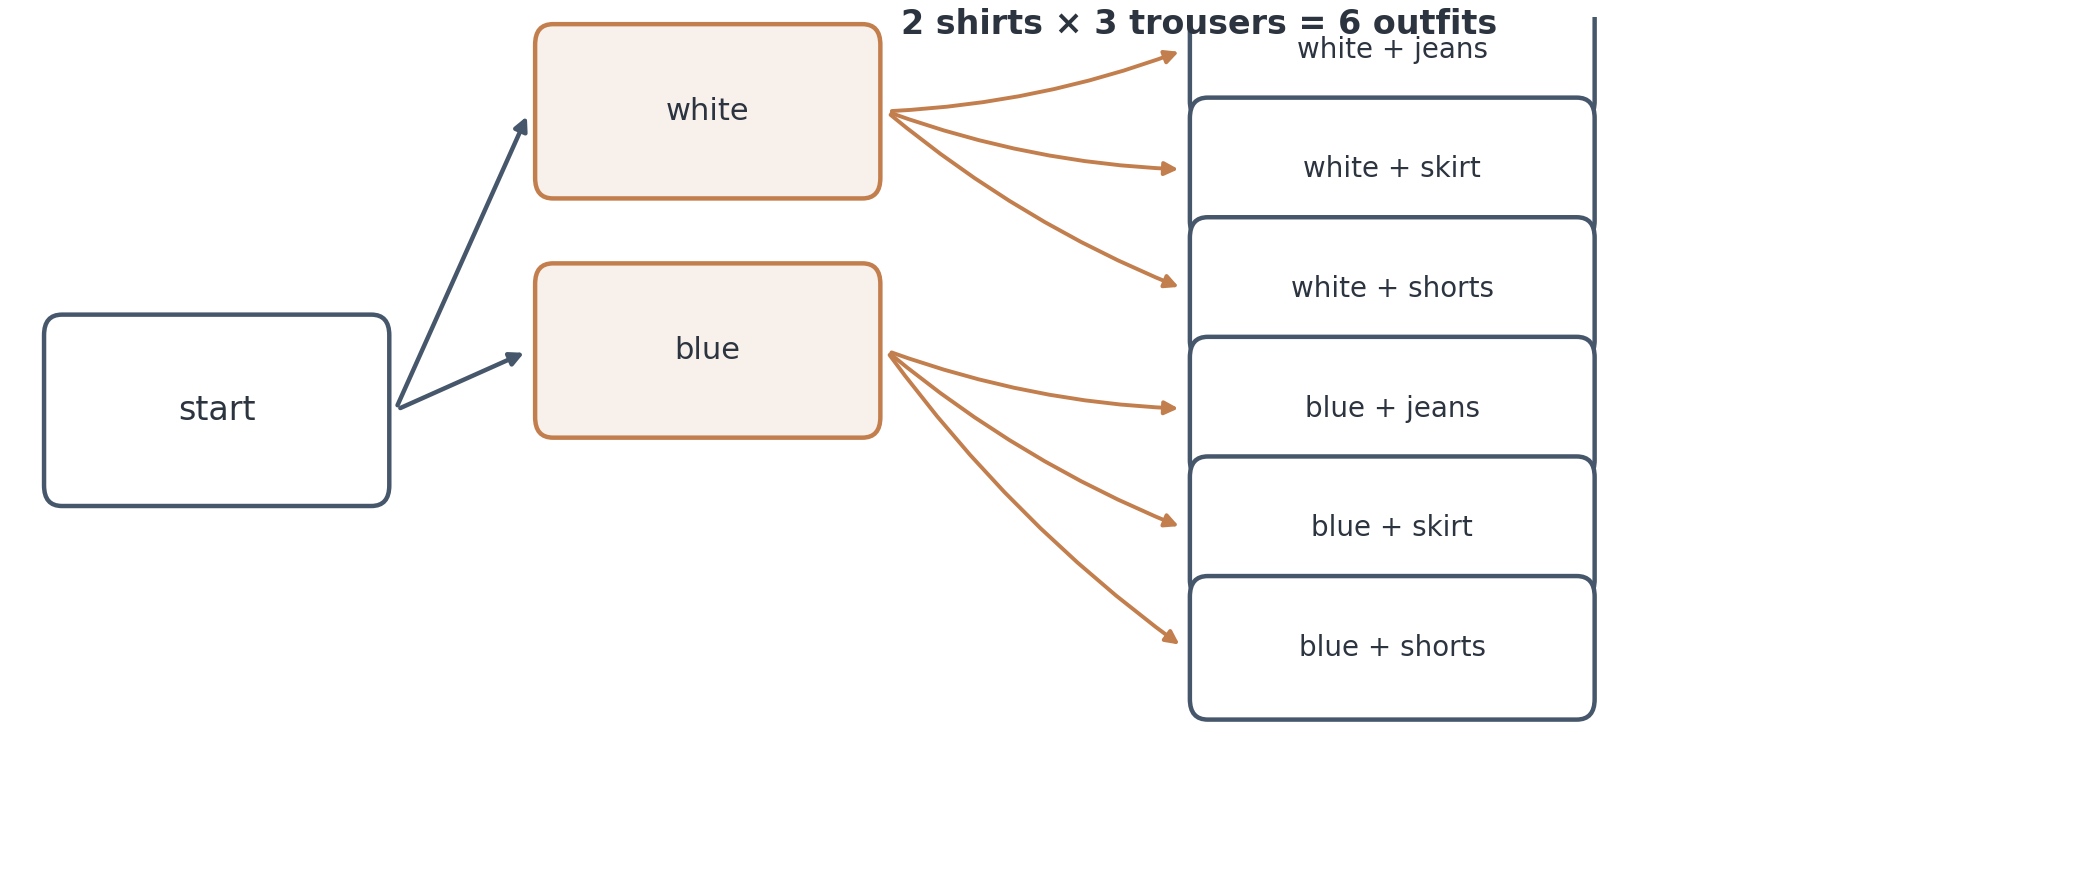 2 shirts × 3 trousers = 6 outfits
white
white + jeans
white + skirt
white + shorts
start
blue
blue + jeans
blue + skirt
blue + shorts